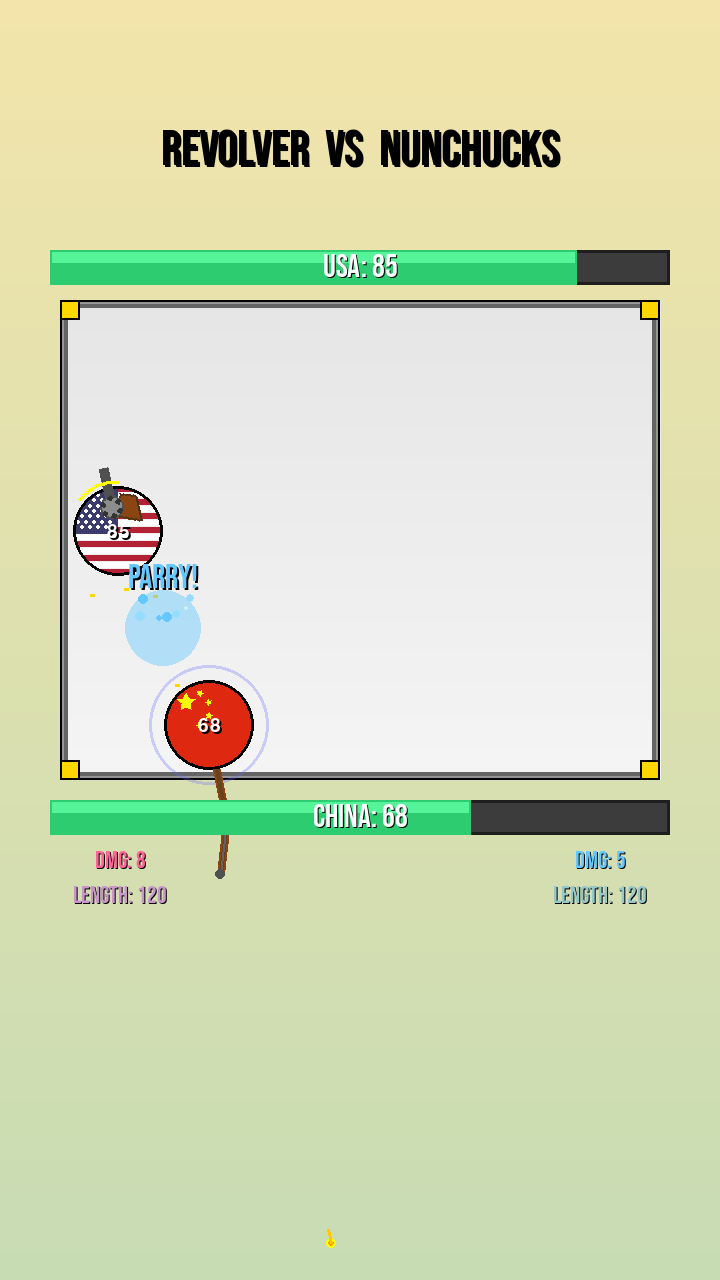 REVOLVER VS NUNCHUCKS
USA: 85
85
PARRY!
68
CHINA: 68
DMG: 8
DMG: 5
LENGTH: 120
LENGTH: 120